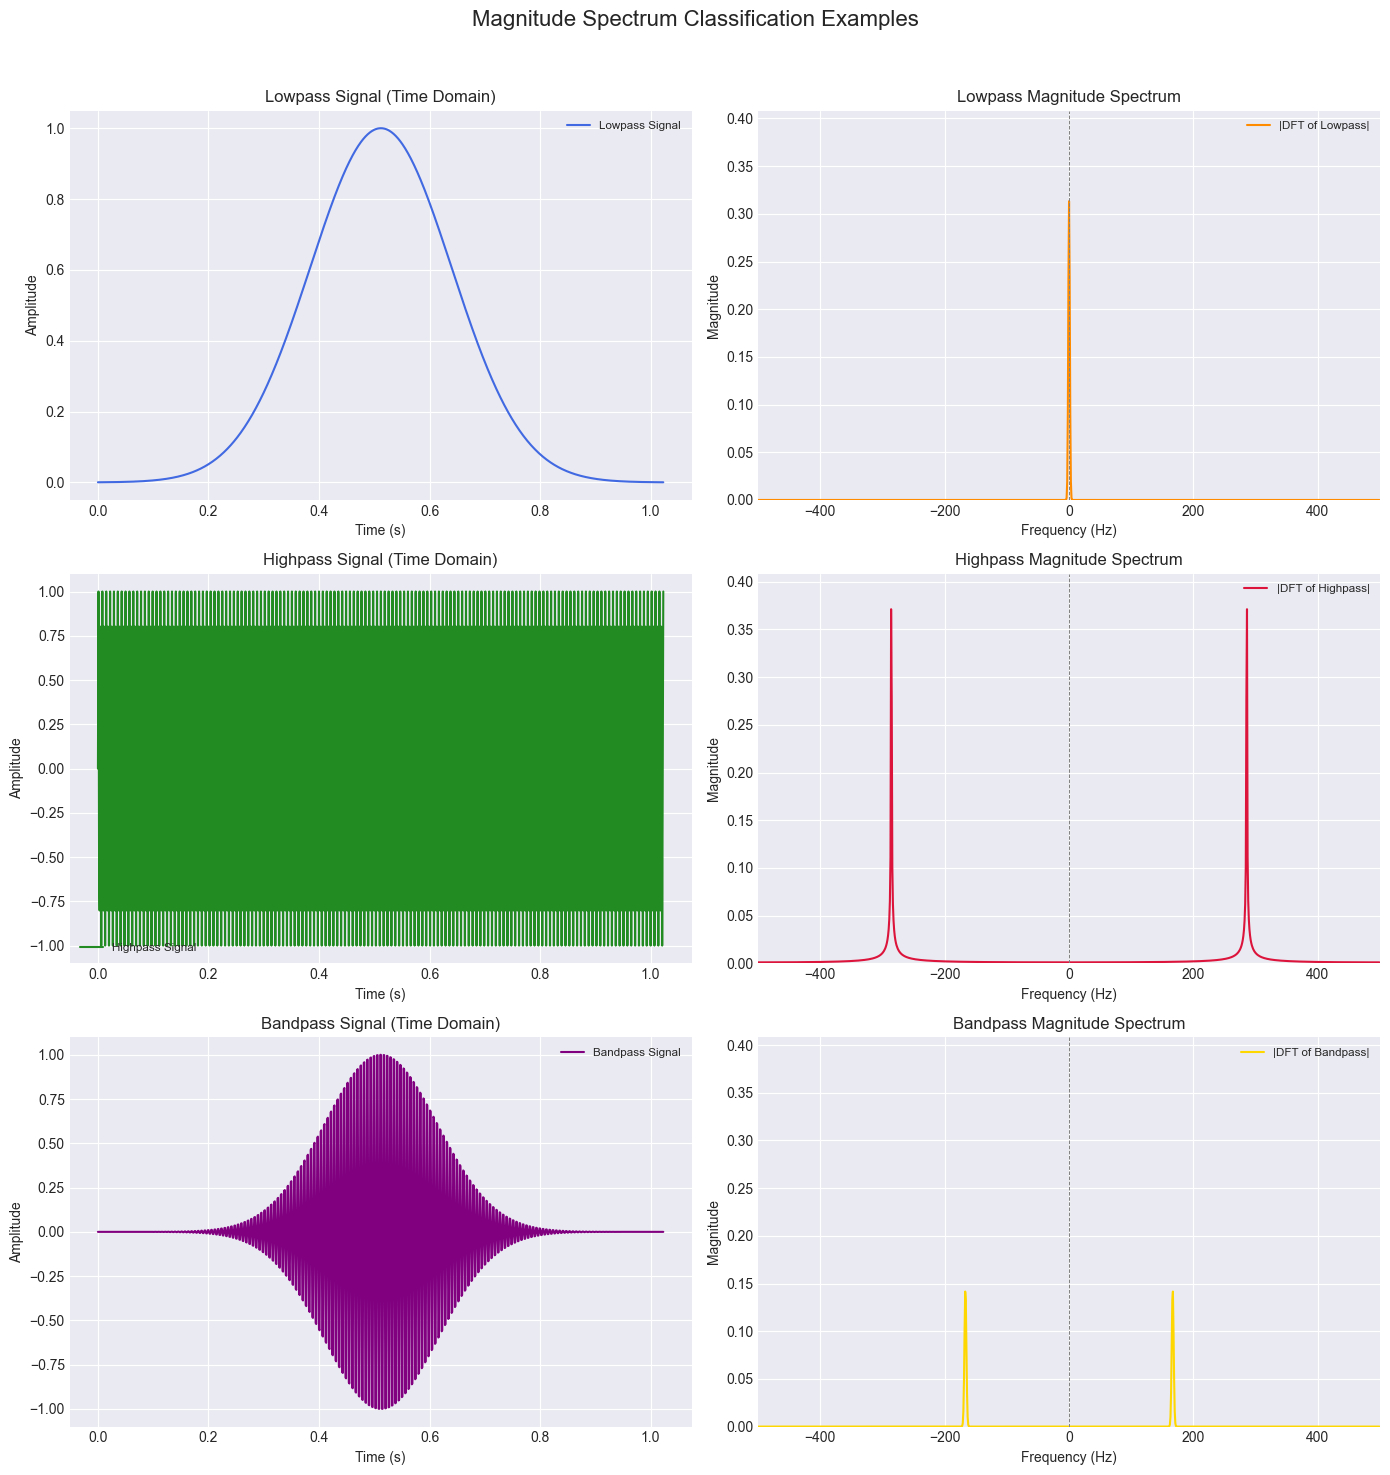 Magnitude Spectrum Classification Examples
Lowpass Signal (Time Domain)
Lowpass Signal
1.0
0.8
0.6
0.4
0.2
0.0
Amplitude
0.0 0.2 0.4 0.6 0.8 1.0
Time (s)
Lowpass Magnitude Spectrum
|DFT of Lowpass|
0.40
0.35
0.30
0.25
0.20
0.15
0.10
0.05
0.00
Magnitude
−400 −200 0 200 400
Frequency (Hz)
Highpass Signal (Time Domain)
1.00
0.75
0.50
0.25
0.00
−0.25
−0.50
−0.75
−1.00
Amplitude
Highpass Signal
0.0 0.2 0.4 0.6 0.8 1.0
Time (s)
Highpass Magnitude Spectrum
|DFT of Highpass|
0.40
0.35
0.30
0.25
0.20
0.15
0.10
0.05
0.00
Magnitude
−400 −200 0 200 400
Frequency (Hz)
Bandpass Signal (Time Domain)
Bandpass Signal
1.00
0.75
0.50
0.25
0.00
−0.25
−0.50
−0.75
−1.00
Amplitude
0.0 0.2 0.4 0.6 0.8 1.0
Time (s)
Bandpass Magnitude Spectrum
|DFT of Bandpass|
0.40
0.35
0.30
0.25
0.20
0.15
0.10
0.05
0.00
Magnitude
−400 −200 0 200 400
Frequency (Hz)